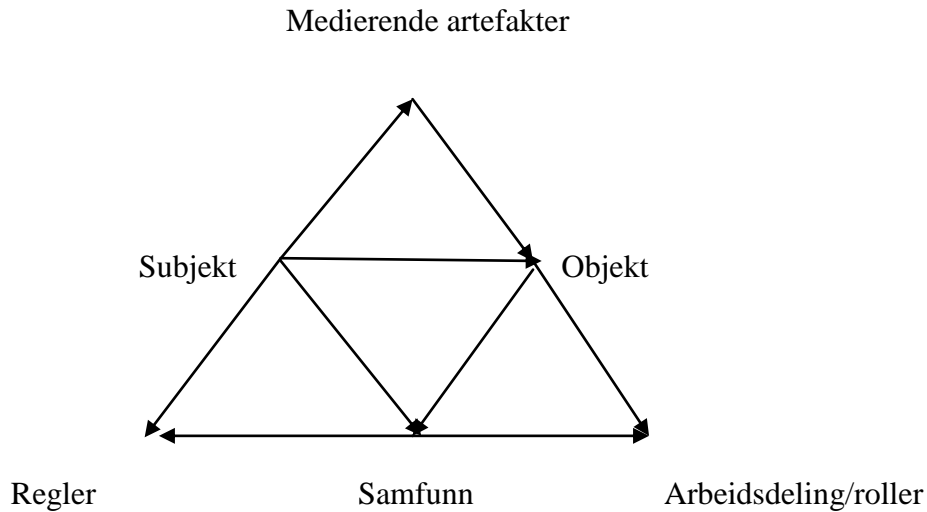 Medierende artefakter
Subjekt Objekt
Regler Samfunn Arbeidsdeling/roller